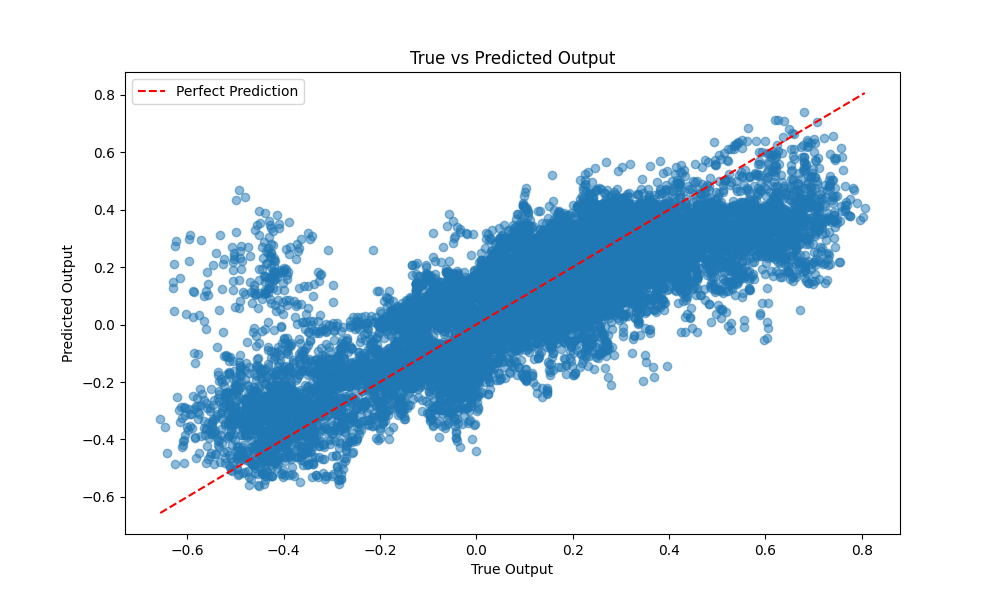 True vs Predicted Output
Perfect Prediction
Predicted Output
0.8
0.6
0.4
0.2
0.0
−0.2
−0.4
−0.6
−0.6 −0.4 −0.2 0.0 0.2 0.4 0.6 0.8
True Output